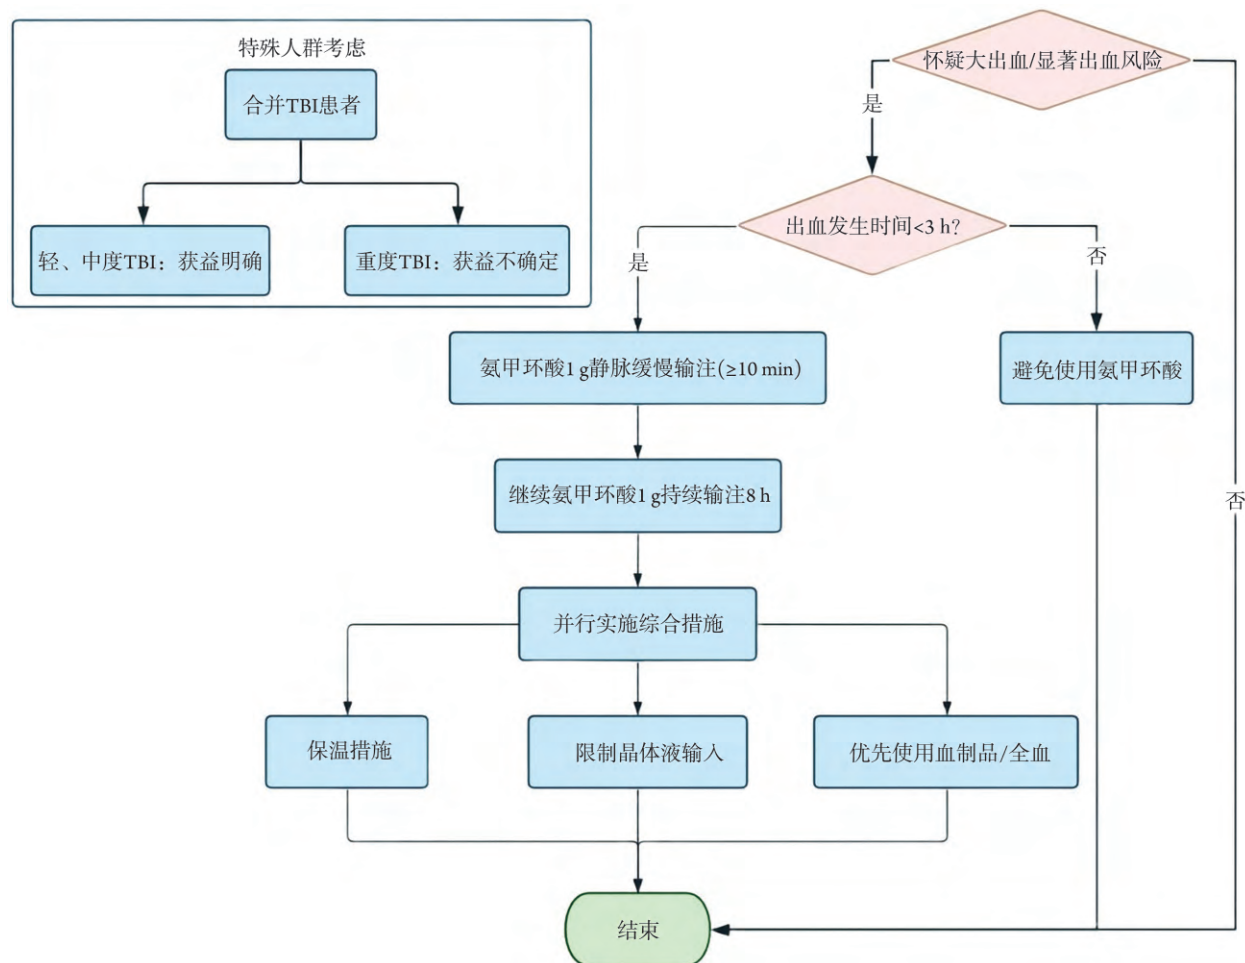 特殊人群考虑
合并TBI患者
轻、中度TBI：获益明确
重度TBI：获益不确定
怀疑大出血/显著出血风险
是
出血发生时间<3 h?
是
否
氨甲环酸1 g静脉缓慢输注(≥10 min)
避免使用氨甲环酸
继续氨甲环酸1 g持续输注8 h
否
并行实施综合措施
保温措施
限制晶体液输入
优先使用血制品/全血
结束